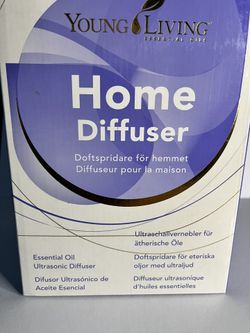 YOUNG LIVING
ESSENTIAL OILS
Home
Diffuser
Doftspridare för hemmet
Diffuseur pour la maison
Essential Oil
Ultrasonic Diffuser
Difusor Ultrasónico de
Aceite Esencial
Ultraschallvernebler für
ätherische Öle
Doftspridare för eteriska
oljor med ultraljud
Diffuseur ultrasonique
d'huiles essentielles